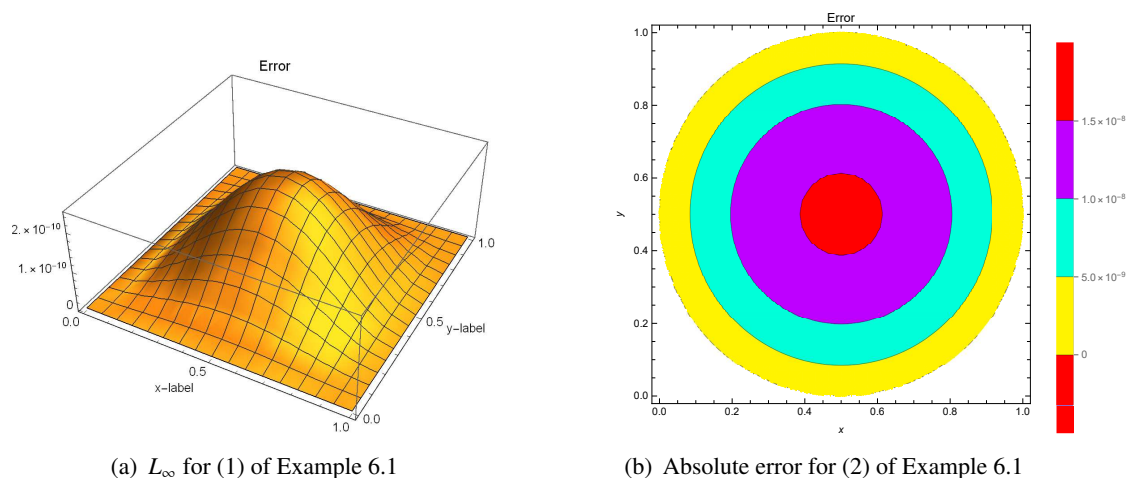 Error
2. × 10⁻¹⁰
1. × 10⁻¹⁰
0
0.0
0.5
x-label
1.0
0.0
0.5
y-label
1.0
(a) L∞ for (1) of Example 6.1
Error
1.0
0.8
0.6
y
0.4
0.2
0.0
0.0 0.2 0.4 0.6 0.8 1.0
x
1.5 × 10⁻⁸
1.0 × 10⁻⁸
5.0 × 10⁻⁹
0
(b) Absolute error for (2) of Example 6.1